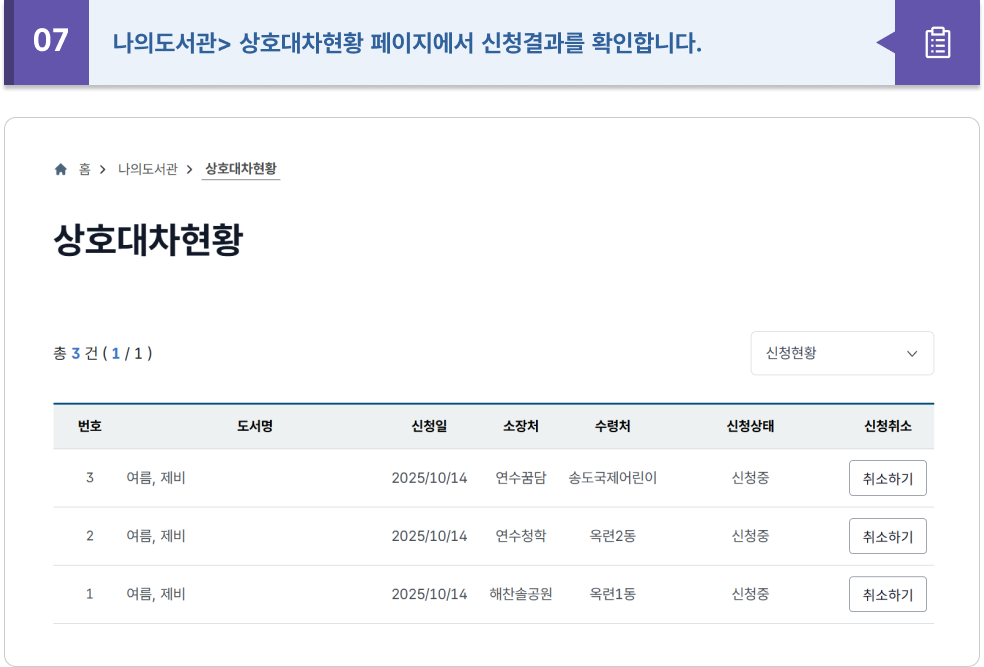 07
나의도서관> 상호대차현황 페이지에서 신청결과를 확인합니다.
홈 > 나의도서관 > 상호대차현황
상호대차현황
총 3 건 ( 1 / 1 )
신청현황
번호 도서명 신청일 소장처 수령처 신청상태 신청취소
3 여름, 제비 2025/10/14 연수꿈담 송도국제어린이 신청중 취소하기
2 여름, 제비 2025/10/14 연수청학 옥련2동 신청중 취소하기
1 여름, 제비 2025/10/14 해찬솔공원 옥련1동 신청중 취소하기